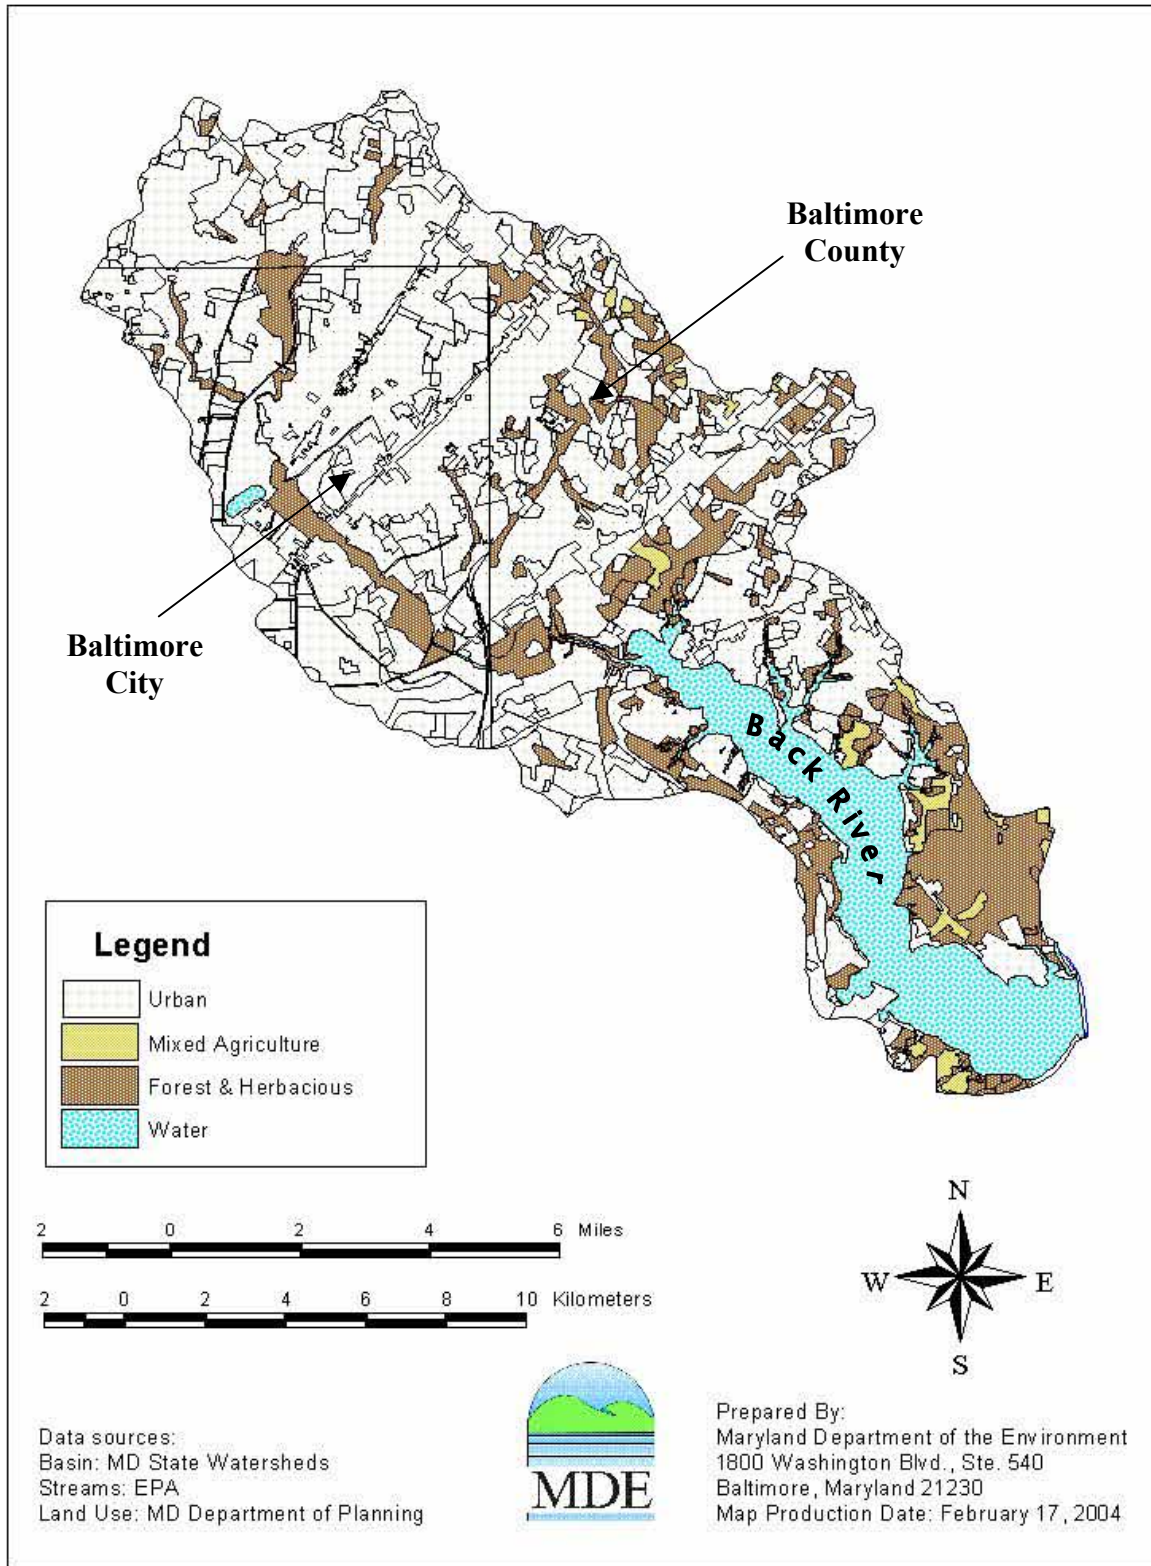 Baltimore
County
Baltimore
City
Back River
Legend
Urban
Mixed Agriculture
Forest & Herbacious
Water
2 0 2 4 6 Miles
2 0 2 4 6 8 10 Kilometers
N
W E
S
Data sources:
Basin: MD State Watersheds
Streams: EPA
Land Use: MD Department of Planning
MDE
Prepared By:
Maryland Department of the Environment
1800 Washington Blvd., Ste. 540
Baltimore, Maryland 21230
Map Production Date: February 17, 2004